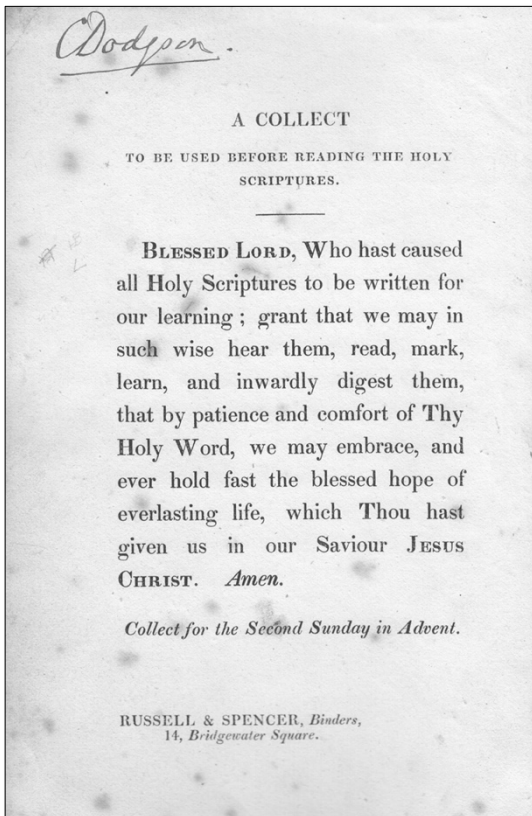 CDodgson.
A COLLECT
TO BE USED BEFORE READING THE HOLY
SCRIPTURES.
BLESSED LORD, Who hast caused
all Holy Scriptures to be written for
our learning ; grant that we may in
such wise hear them, read, mark,
learn, and inwardly digest them,
that by patience and comfort of Thy
Holy Word, we may embrace, and
ever hold fast the blessed hope of
everlasting life, which Thou hast
given us in our Saviour JESUS
CHRIST. Amen.
Collect for the Second Sunday in Advent.
RUSSELL & SPENCER, Binders,
14, Bridgewater Square.